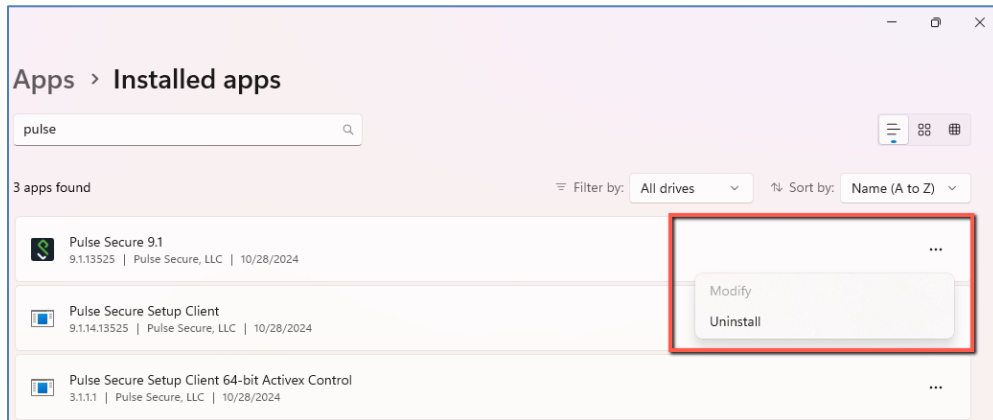 Apps > Installed apps
pulse
3 apps found Filter by: All drives Sort by: Name (A to Z)
Pulse Secure 9.1
9.1.13525 | Pulse Secure, LLC | 10/28/2024
Modify
Pulse Secure Setup Client
9.1.14.13525 | Pulse Secure, LLC | 10/28/2024
Uninstall
Pulse Secure Setup Client 64-bit Activex Control
3.1.1.1 | Pulse Secure, LLC | 10/28/2024